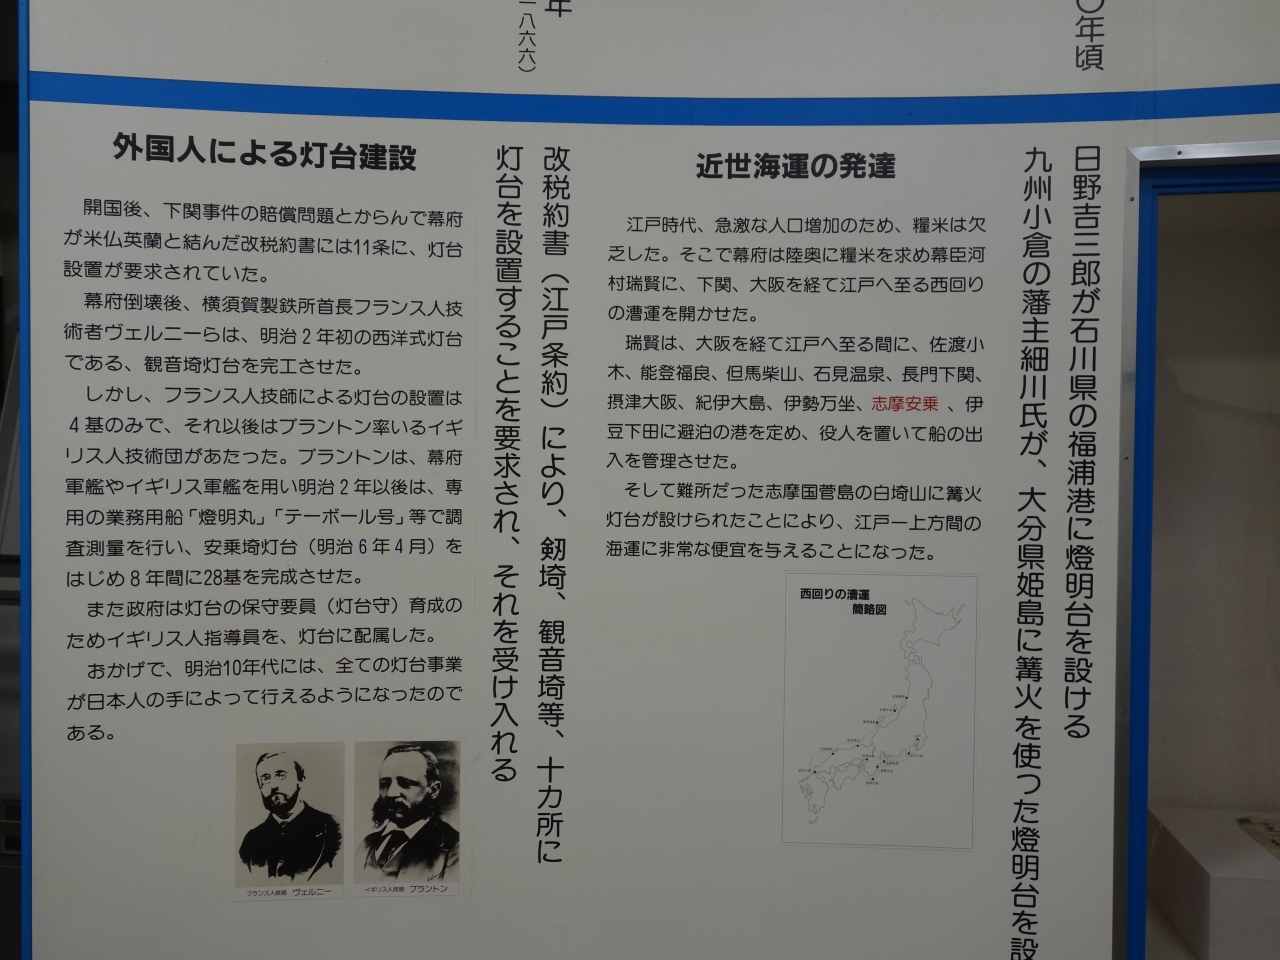 〇年頃
日野吉三郎が石川県の福浦港に燈明台を設ける
九州小倉の藩主細川氏が、大分県姫島に篝火を使つた燈明台を設
近世海運の発達
江戸時代、急激な人口増加のため、糧米は欠
乏した。そこで幕府は陸奥に糧米を求め幕臣河
村瑞賢に、下関、大阪を経て江戸へ至る西回り
の漕運を開かせた。
瑞賢は、大阪を経て江戸へ至る間に、佐渡小
木、能登福良、但馬柴山、石見温泉、長門下関、
摂津大阪、紀伊大島、伊勢万坐、志摩安乗、伊
豆下田に避泊の港を定め、役人を置いて船の出
入を管理させた。
そして難所だった志摩国菅島の白埼山に篝火
灯台が設けられたことにより、江戸ー上方間の
海運に非常な便宜を与えることになった。
西回りの漕運
簡略図
年
一八六六)
改税約書(江戸条約)により、剱埼、観音埼等、十カ所に
灯台を設置することを要求され、それを受け入れる
外国人による灯台建設
開国後、下関事件の賠償問題とからんで幕府
が米仏英蘭と結んだ改税約書には11条に、灯台
設置が要求されていた。
幕府倒壊後、横須賀製鉄所首長フランス人技
術者ヴェルニーらは、明治2年初の西洋式灯台
である、観音埼灯台を完工させた。
しかし、フランス人技師による灯台の設置は
4基のみで、それ以後はブラントン率いるイギ
リス人技術団があたった。ブラントンは、幕府
軍艦やイギリス軍艦を用い明治2年以後は、専
用の業務用船「燈明丸」「テーボール号」等で調
査測量を行い、安乗埼灯台(明治6年4月)を
はじめ8年間に28基を完成させた。
また政府は灯台の保守要員(灯台守)育成の
ためイギリス人指導員を、灯台に配属した。
おかげで、明治10年代には、全ての灯台事業
が日本人の手によって行えるようになったので
ある。
フランス人技師 ヴェルニー
イギリス人技師 ブラントン